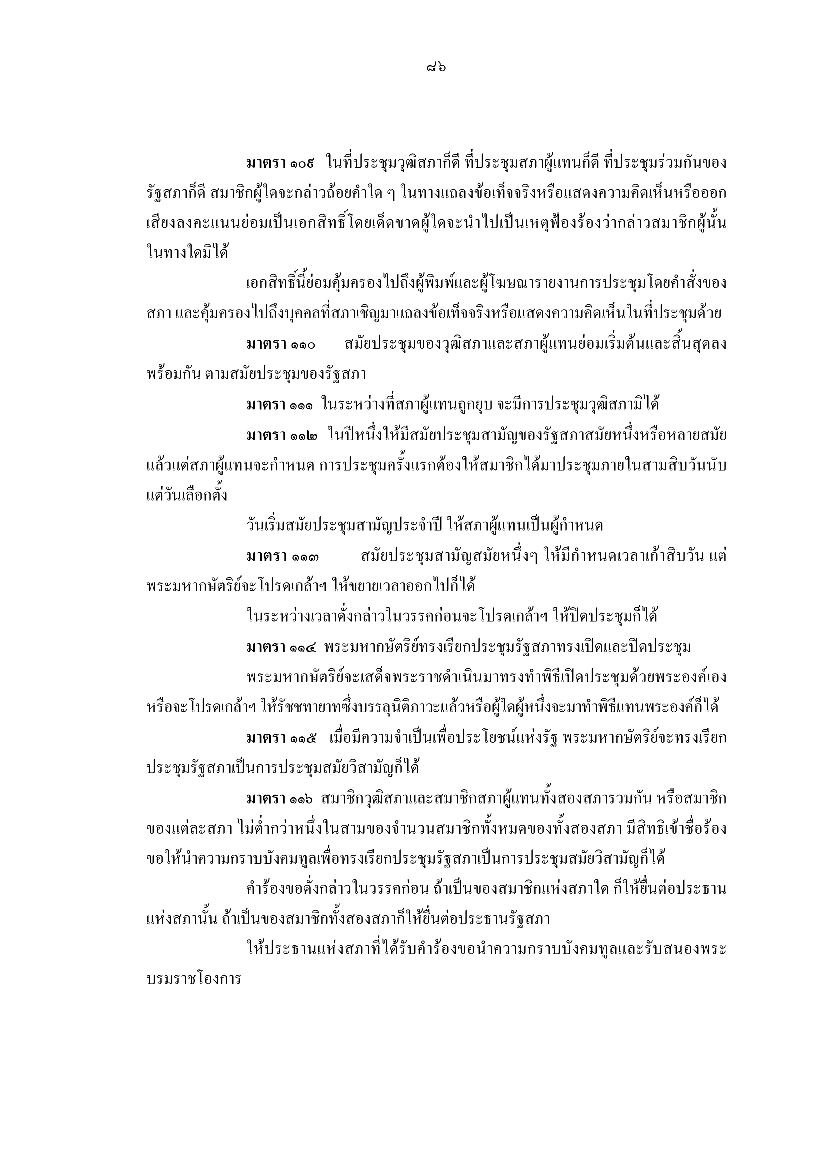 ๘๖
มาตรา ๑๐๙ ในที่ประชุมวุฒิสภาก็ดี ที่ประชุมสภาผู้แทนก็ดี ที่ประชุมร่วมกันของ
รัฐสภาก็ดี สมาชิกผู้ใดจะกล่าวถ้อยคำใด ๆ ในทางแถลงข้อเท็จจริงหรือแสดงความคิดเห็นหรือออก
เสียงลงคะแนนย่อมเป็นเอกสิทธิ์โดยเด็ดขาดผู้ใดจะนำไปเป็นเหตุฟ้องร้องว่ากล่าวสมาชิกผู้นั้น
ในทางใดมิได้
เอกสิทธิ์นี้ย่อมคุ้มครองไปถึงผู้พิมพ์และผู้โฆษณารายงานการประชุมโดยคำสั่งของ
สภา และคุ้มครองไปถึงบุคคลที่สภาเชิญมาแถลงข้อเท็จจริงหรือแสดงความคิดเห็นในที่ประชุมด้วย
มาตรา ๑๑๐ สมัยประชุมของวุฒิสภาและสภาผู้แทนย่อมเริ่มต้นและสิ้นสุดลง
พร้อมกัน ตามสมัยประชุมของรัฐสภา
มาตรา ๑๑๑ ในระหว่างที่สภาผู้แทนถูกยุบ จะมีการประชุมวุฒิสภามิได้
มาตรา ๑๑๒ ในปีหนึ่งให้มีสมัยประชุมสามัญของรัฐสภาสมัยหนึ่งหรือหลายสมัย
แล้วแต่สภาผู้แทนจะกำหนด การประชุมครั้งแรกต้องให้สมาชิกได้มาประชุมภายในสามสิบวันนับ
แต่วันเลือกตั้ง
วันเริ่มสมัยประชุมสามัญประจำปี ให้สภาผู้แทนเป็นผู้กำหนด
มาตรา ๑๑๓ สมัยประชุมสามัญสมัยหนึ่งๆ ให้มีกำหนดเวลาเก้าสิบวัน แต่
พระมหากษัตริย์จะโปรดเกล้าฯ ให้ขยายเวลาออกไปก็ได้
ในระหว่างเวลาดั่งกล่าวในวรรคก่อนจะโปรดเกล้าฯ ให้ปิดประชุมก็ได้
มาตรา ๑๑๔ พระมหากษัตริย์ทรงเรียกประชุมรัฐสภาทรงเปิดและปิดประชุม
พระมหากษัตริย์จะเสด็จพระราชดำเนินมาทรงทำพิธีเปิดประชุมด้วยพระองค์เอง
หรือจะโปรดเกล้าฯ ให้รัชทายาทซึ่งบรรลุนิติภาวะแล้วหรือผู้ใดผู้หนึ่งจะมาทำพิธีแทนพระองค์ก็ได้
มาตรา ๑๑๕ เมื่อมีความจำเป็นเพื่อประโยชน์แห่งรัฐ พระมหากษัตริย์จะทรงเรียก
ประชุมรัฐสภาเป็นการประชุมสมัยวิสามัญก็ได้
มาตรา ๑๑๖ สมาชิกวุฒิสภาและสมาชิกสภาผู้แทนทั้งสองสภารวมกัน หรือสมาชิก
ของแต่ละสภา ไม่ต่ำกว่าหนึ่งในสามของจำนวนสมาชิกทั้งหมดของทั้งสองสภา มีสิทธิเข้าชื่อร้อง
ขอให้นำความกราบบังคมทูลเพื่อทรงเรียกประชุมรัฐสภาเป็นการประชุมสมัยวิสามัญก็ได้
คำร้องขอดั่งกล่าวในวรรคก่อน ถ้าเป็นของสมาชิกแห่งสภาใด ก็ให้ยื่นต่อประธาน
แห่งสภานั้น ถ้าเป็นของสมาชิกทั้งสองสภาก็ให้ยื่นต่อประธานรัฐสภา
ให้ประธานแห่งสภาที่ได้รับคำร้องขอนำความกราบบังคมทูลและรับสนองพระ
บรมราชโองการ